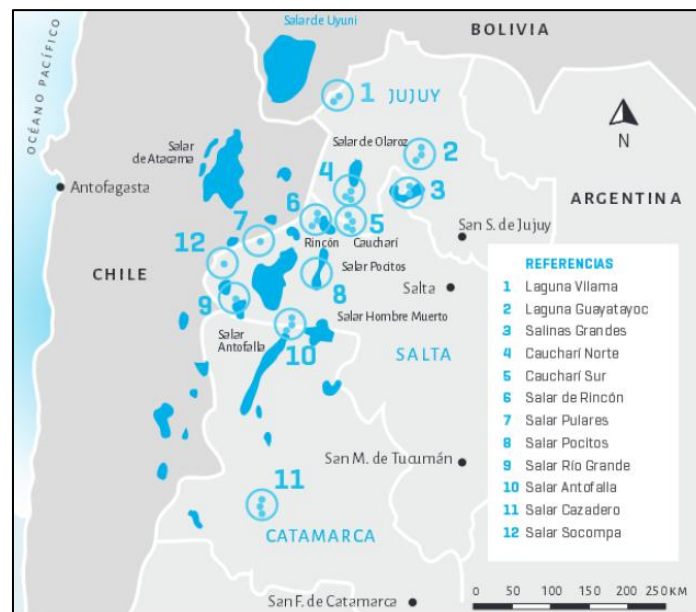 Salar de Uyuni
BOLIVIA
OCÉANO PACÍFICO
1
JUJUY
Salar
de Atacama
Salar de Olaroz
2
N
4
3
Antofagasta
ARGENTINA
6
5
San S. de Jujuy
7
Rincón
Caucharí
12
CHILE
Salar Pocitos
8
Salta
9
Salar Hombre Muerto
Salar
Antofalla
10
SALTA
San M. de Tucumán
11
CATAMARCA
San F. de Catamarca
REFERENCIAS
1 Laguna Vilama
2 Laguna Guayatayoc
3 Salinas Grandes
4 Caucharí Norte
5 Caucharí Sur
6 Salar de Rincón
7 Salar Pulares
8 Salar Pocitos
9 Salar Río Grande
10 Salar Antofalla
11 Salar Cazadero
12 Salar Socompa
0 50 100 150 200 250 KM